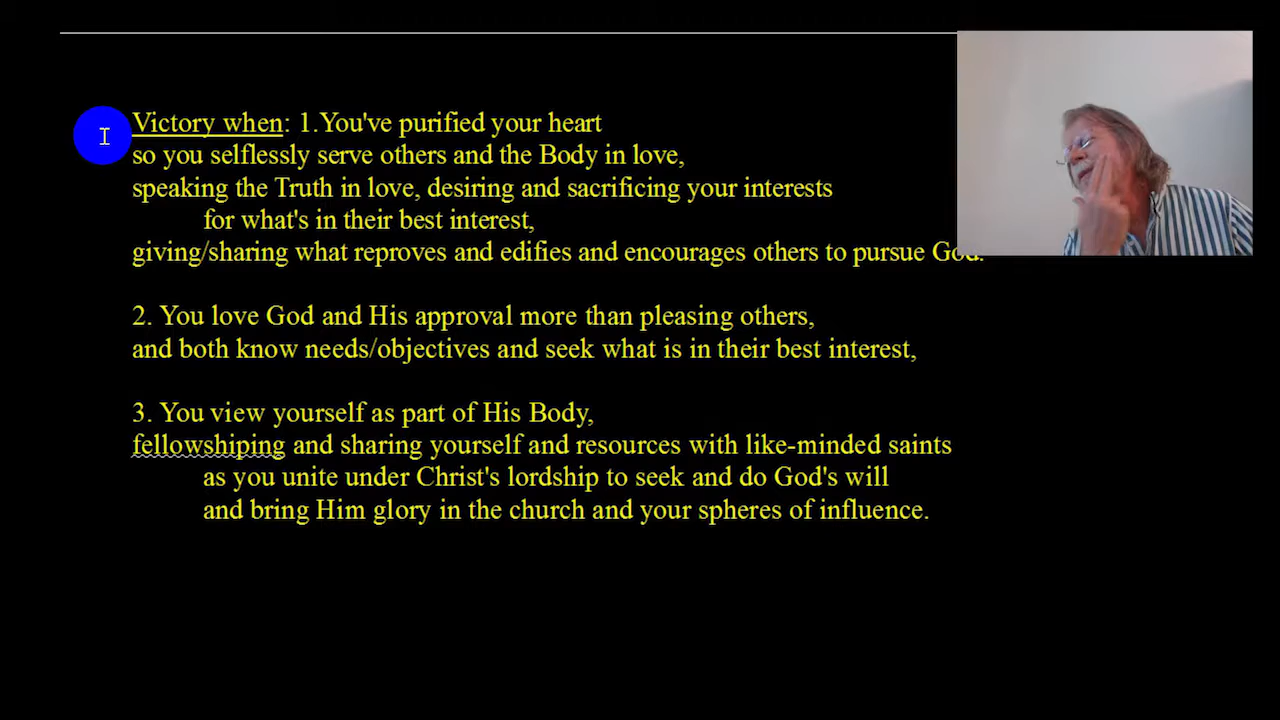 Victory when: 1.You've purified your heart
so you selflessly serve others and the Body in love,
speaking the Truth in love, desiring and sacrificing your interests
for what's in their best interest,
giving/sharing what reproves and edifies and encourages others to pursue God.
2. You love God and His approval more than pleasing others,
and both know needs/objectives and seek what is in their best interest,
3. You view yourself as part of His Body,
fellowshiping and sharing yourself and resources with like-minded saints
as you unite under Christ's lordship to seek and do God's will
and bring Him glory in the church and your spheres of influence.